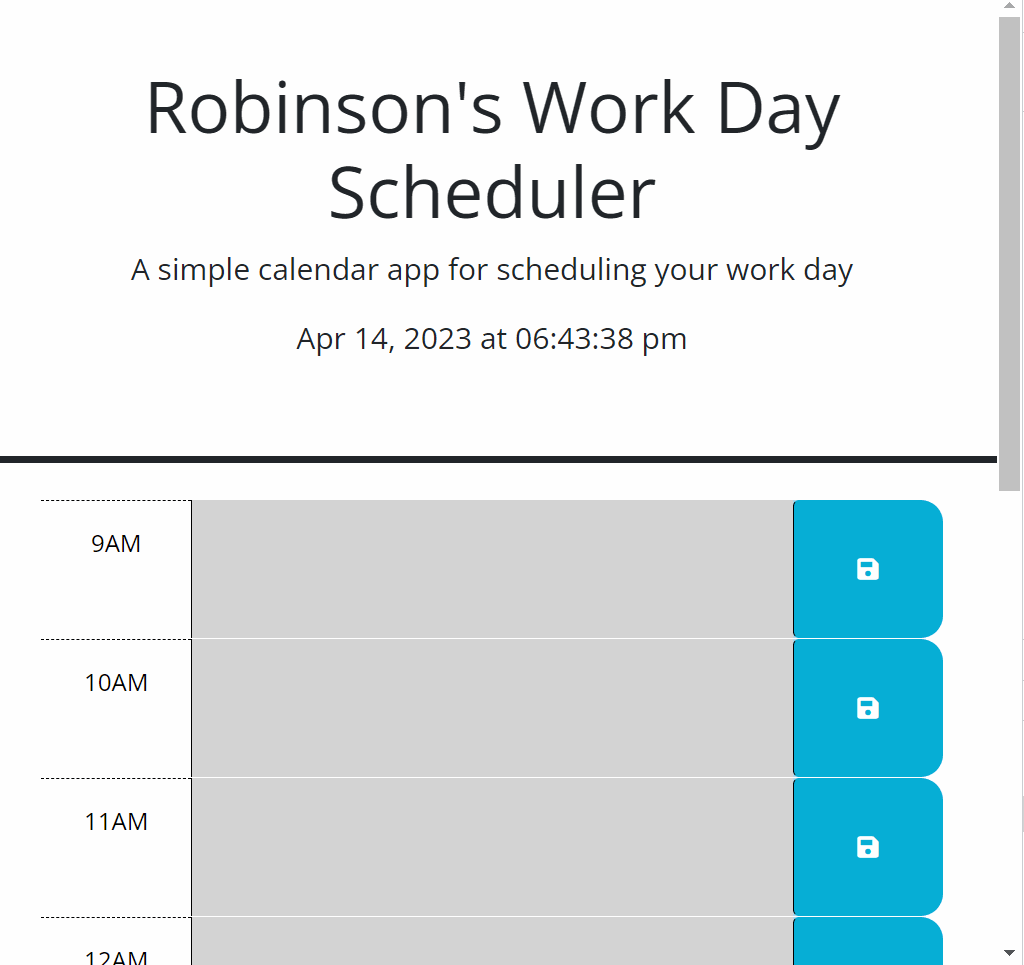 Robinson's Work Day
Scheduler
A simple calendar app for scheduling your work day
Apr 14, 2023 at 06:43:38 pm
9AM
10AM
11AM
12AM